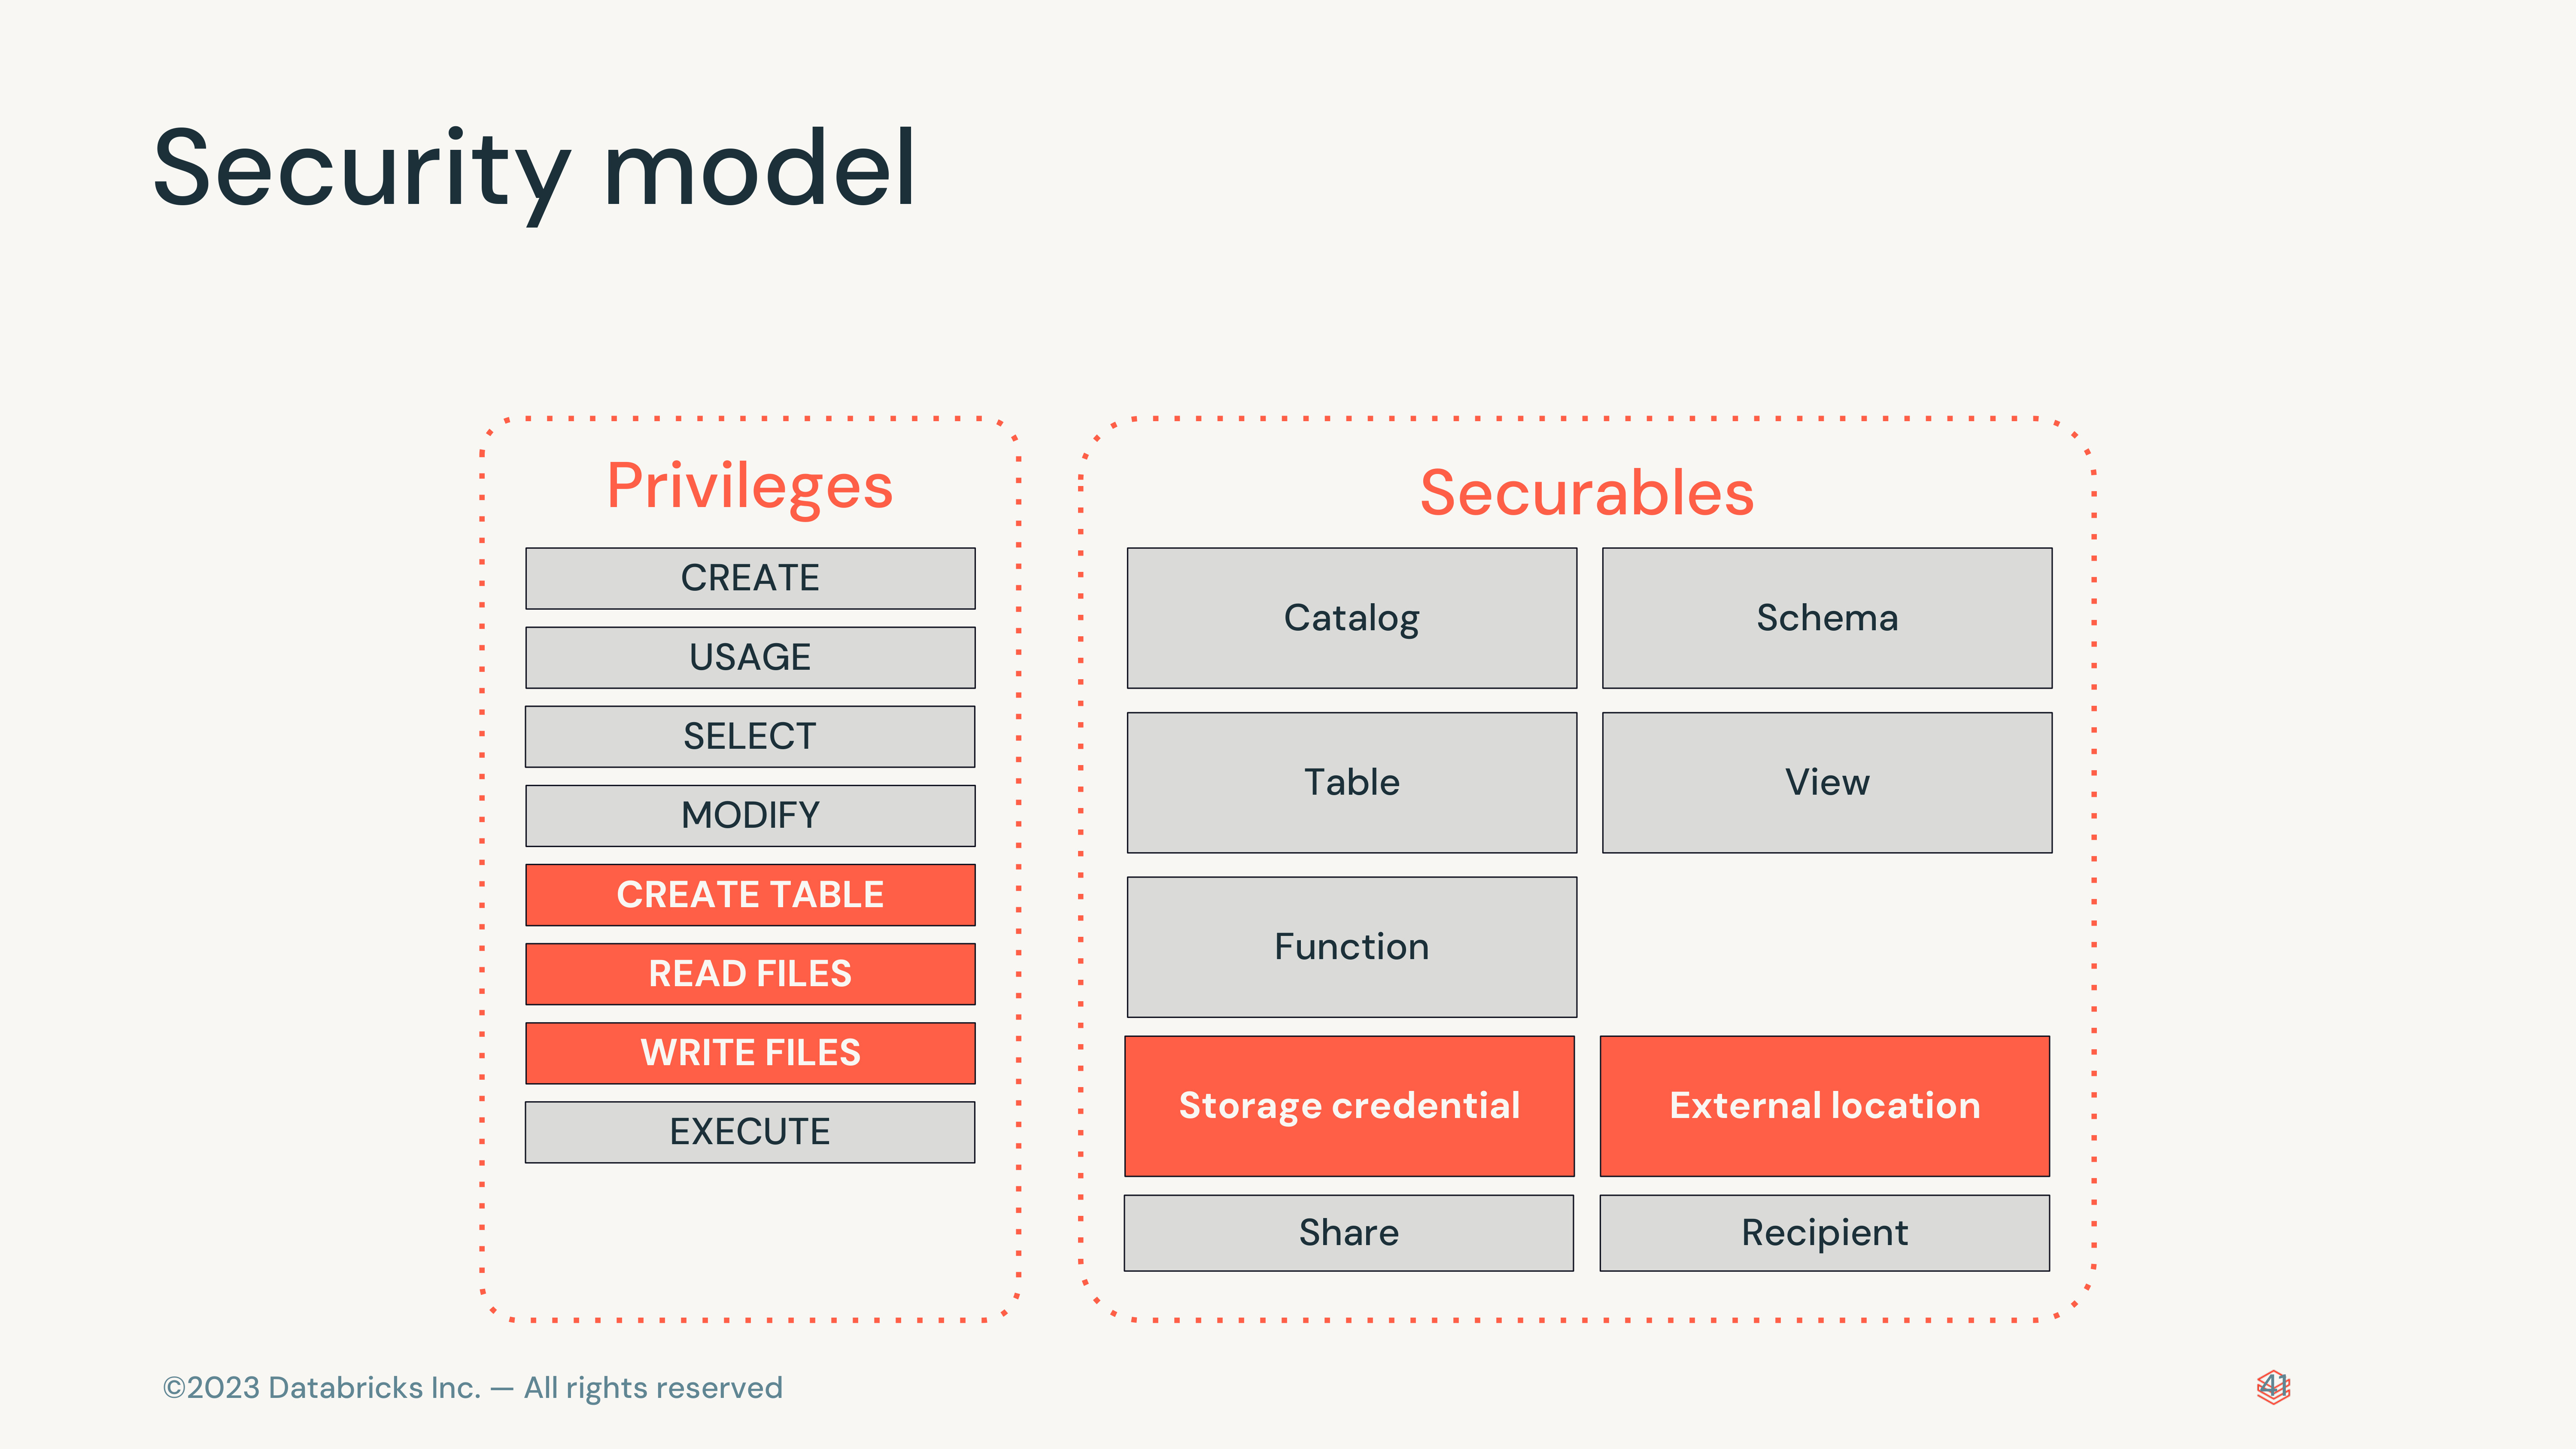 Security model
Privileges
CREATE
USAGE
SELECT
MODIFY
CREATE TABLE
READ FILES
WRITE FILES
EXECUTE
Securables
Catalog
Schema
Table
View
Function
Storage credential
External location
Share
Recipient
©2023 Databricks Inc. — All rights reserved
41